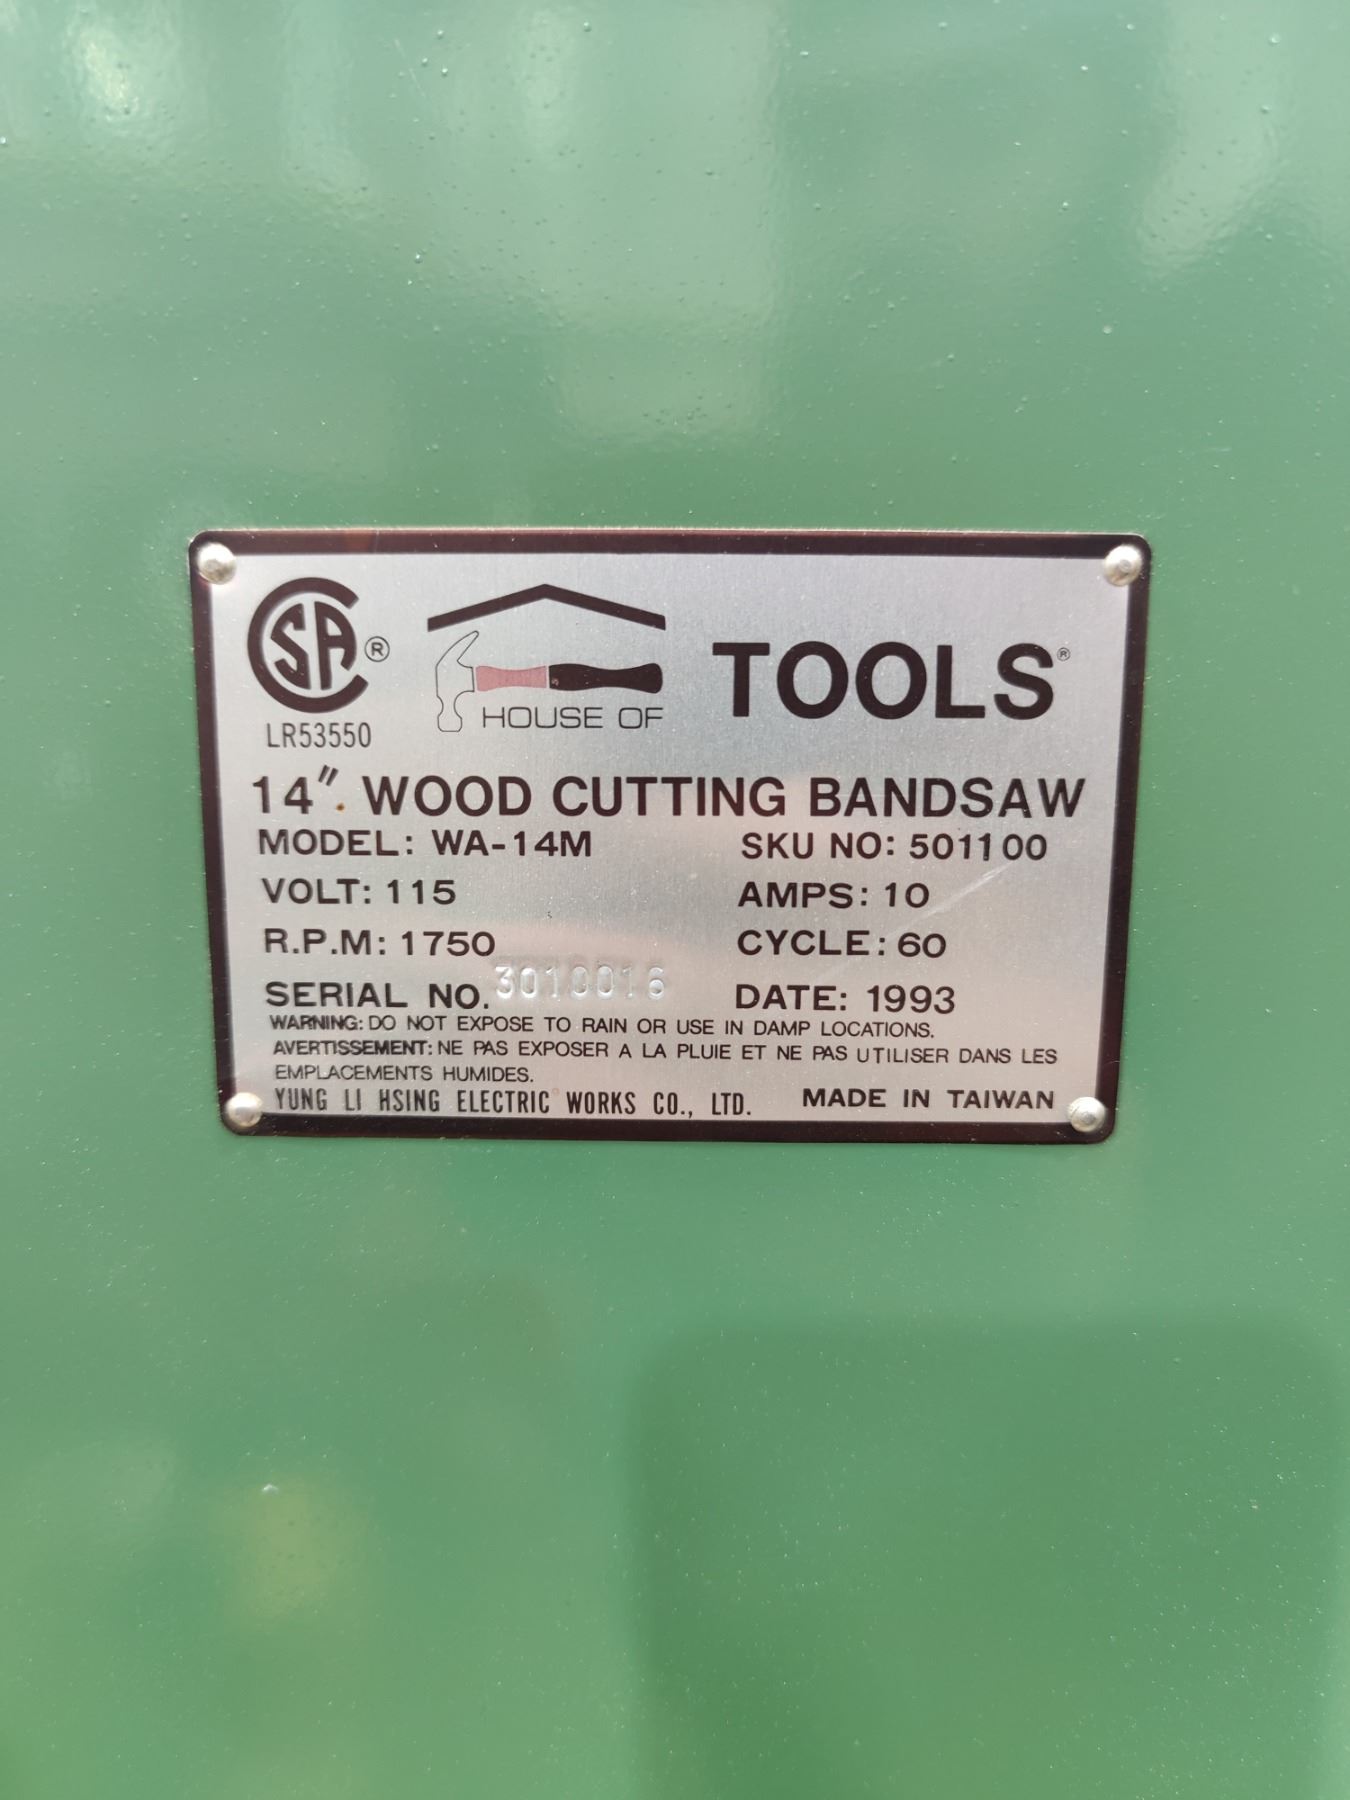 CSA ®
LR53550
HOUSE OF TOOLS®
14" WOOD CUTTING BANDSAW
MODEL: WA-14M SKU NO: 501100
VOLT: 115 AMPS: 10
R.P.M: 1750 CYCLE: 60
SERIAL NO. 3010016 DATE: 1993
WARNING: DO NOT EXPOSE TO RAIN OR USE IN DAMP LOCATIONS.
AVERTISSEMENT: NE PAS EXPOSER A LA PLUIE ET NE PAS UTILISER DANS LES
EMPLACEMENTS HUMIDES.
YUNG LI HSING ELECTRIC WORKS CO., LTD. MADE IN TAIWAN